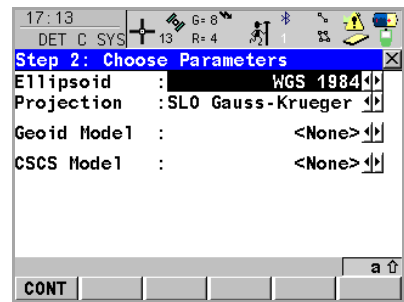 17:13 G= 8
DET C SYS 13 R= 4 1
Step 2: Choose Parameters X
Ellipsoid : WGS 1984
Projection :SLO Gauss-Krueger
Geoid Model : <None>
CSCS Model : <None>
a
CONT